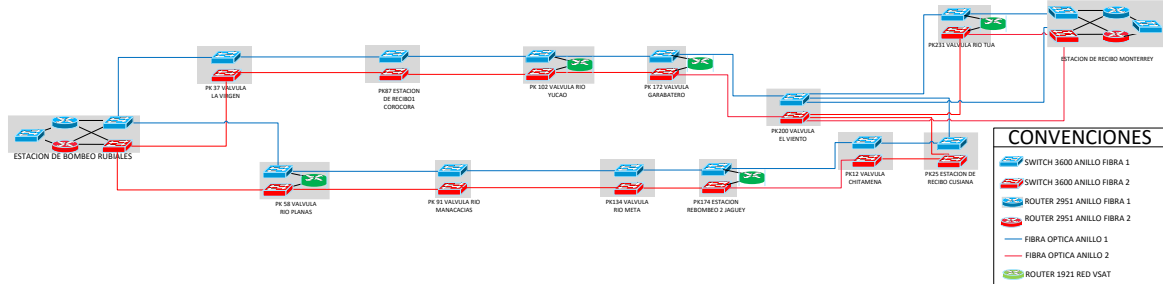 PK231 VALVULA RIO TUA
ESTACION DE RECIBO MONTERREY
PK 37 VALVULA
LA VIRGEN
PK87 ESTACION
DE RECIBO1
COROCORA
PK 102 VALVULA RIO
YUCAO
PK 172 VALVULA
GARABATERO
PK200 VALVULA
EL VIENTO
ESTACION DE BOMBEO RUBIALES
PK 58 VALVULA
RIO PLANAS
PK 91 VALVULA RIO
MANACACIAS
PK134 VALVULA
RIO META
PK174 ESTACION
REBOMBEO 2 JAGUEY
PK12 VALVULA
CHITAMENA
PK25 ESTACION DE
RECIBO CUSIANA
CONVENCIONES
SWITCH 3600 ANILLO FIBRA 1
SWITCH 3600 ANILLO FIBRA 2
ROUTER 2951 ANILLO FIBRA 1
ROUTER 2951 ANILLO FIBRA 2
FIBRA OPTICA ANILLO 1
FIBRA OPTICA ANILLO 2
ROUTER 1921 RED VSAT